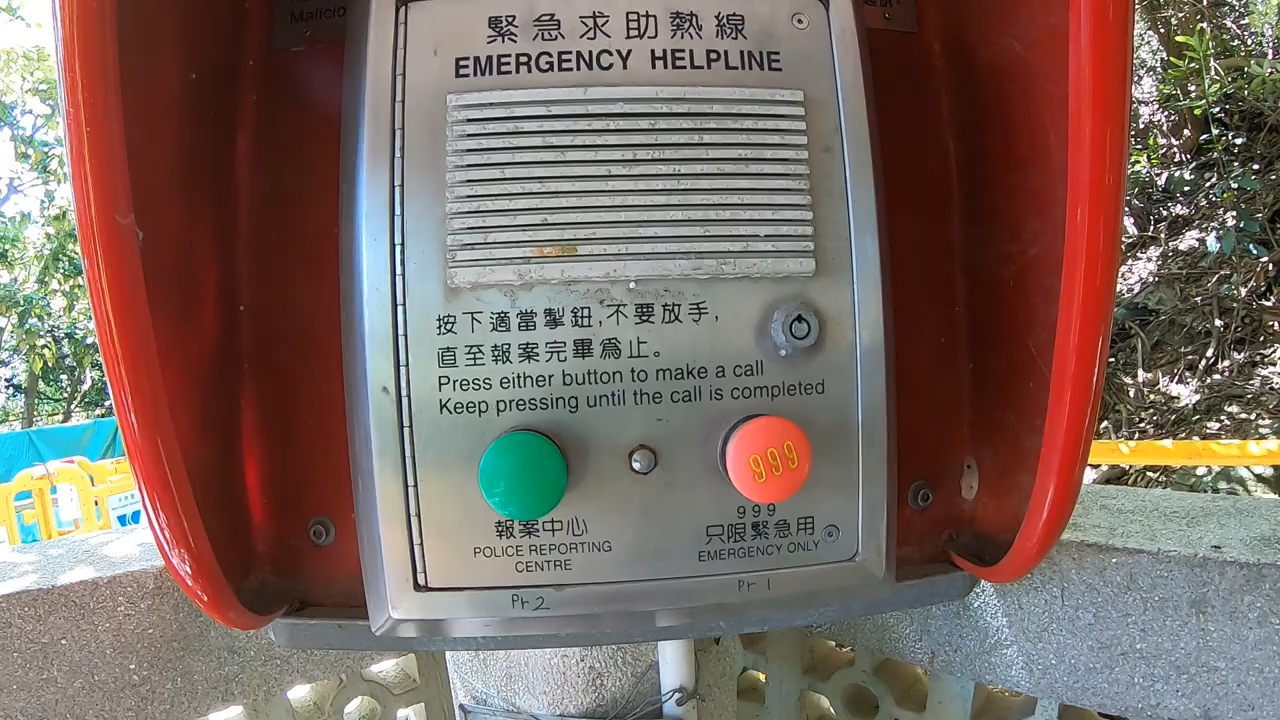 Malicio
緊急求助熱線
EMERGENCY HELPLINE
按下適當掣鈕,不要放手,
直至報案完畢為止。
Press either button to make a call
Keep pressing until the call is completed
999
999
報案中心
只限緊急用
POLICE REPORTING
CENTRE
EMERGENCY ONLY
Pr 2
Pr 1